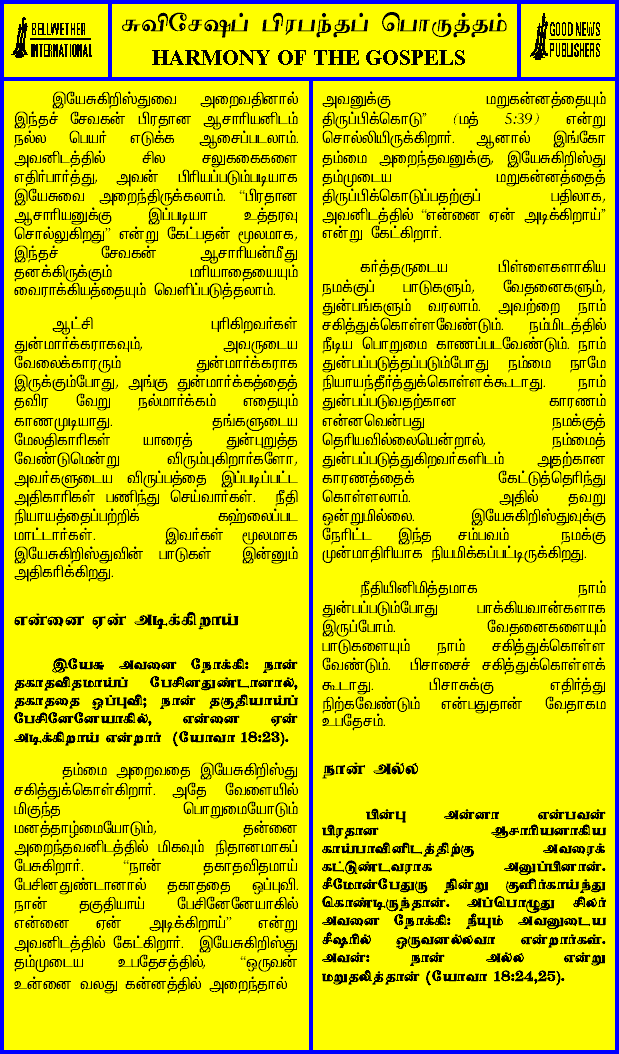 BELLWETHER
INTERNATIONAL
சுவிசேஷப் பிரபந்தப் பொருத்தம்
HARMONY OF THE GOSPELS
GOOD NEWS
PUBLISHERS
இயேசுகிறிஸ்துவை அறைவதினால்
இந்தச் சேவகன் பிரதான ஆசாரியனிடம்
நல்ல பெயர் எடுக்க ஆசைப்படலாம்.
அவனிடத்தில் சில சலுகைகளை
எதிர்பார்த்து, அவன் பிரியப்படும்படியாக
இயேசுவை அறைந்திருக்கலாம். “பிரதான
ஆசாரியனுக்கு இப்படியா உத்தரவு
சொல்லுகிறது” என்று கேட்பதன் மூலமாக,
இந்தச் சேவகன் ஆசாரியன்மீது
தனக்கிருக்கும் மரியாதையையும்
வைராக்கியத்தையும் வெளிப்படுத்தலாம்.
ஆட்சி புரிகிறவர்கள்
துன்மார்க்கராகவும், அவருடைய
வேலைக்காரரும் துன்மார்க்கராக
இருக்கும்போது, அங்கு துன்மார்க்கத்தைத்
தவிர வேறு நல்மார்க்கம் எதையும்
காணமுடியாது. தங்களுடைய
மேலதிகாரிகள் யாரைத் துன்புறுத்த
வேண்டுமென்று விரும்புகிறார்களோ,
அவர்களுடைய விருப்பத்தை இப்படிப்பட்ட
அதிகாரிகள் பணிந்து செய்வார்கள். நீதி
நியாயத்தைப்பற்றிக் கஹலைப்பட
மாட்டார்கள். இவர்கள் மூலமாக
இயேசுகிறிஸ்துவின் பாடுகள் இன்னும்
அதிகரிக்கிறது.
என்னை ஏன் அடிக்கிறாய்
இயேசு அவனை நோக்கி: நான்
தகாதவிதமாய்ப் பேசினதுண்டானால்,
தகாததை ஒப்புவி; நான் தகுதியாய்ப்
பேசினேனேயாகில், என்னை ஏன்
அடிக்கிறாய் என்றார் (யோவா 18:23).
தம்மை அறைவதை இயேசுகிறிஸ்து
சகித்துக்கொள்கிறார். அதே வேளையில்
மிகுந்த பொறுமையோடும்
மனத்தாழ்மையோடும், தன்னை
அறைந்தவனிடத்தில் மிகவும் நிதானமாகப்
பேசுகிறார். “நான் தகாதவிதமாய்
பேசினதுண்டானால் தகாததை ஒப்புவி.
நான் தகுதியாய் பேசினேனேயாகில்
என்னை ஏன் அடிக்கிறாய்” என்று
அவனிடத்தில் கேட்கிறார். இயேசுகிறிஸ்து
தம்முடைய உபதேசத்தில், “ஒருவன்
உன்னை வலது கன்னத்தில் அறைந்தால்
அவனுக்கு மறுகன்னத்தையும்
திருப்பிக்கொடு” (மத் 5:39) என்று
சொல்லியிருக்கிறார். ஆனால் இங்கோ
தம்மை அறைந்தவனுக்கு, இயேசுகிறிஸ்து
தம்முடைய மறுகன்னத்தைத்
திருப்பிக்கொடுப்பதற்குப் பதிலாக,
அவனிடத்தில் “என்னை ஏன் அடிக்கிறாய்”
என்று கேட்கிறார்.
கர்த்தருடைய பிள்ளைகளாகிய
நமக்குப் பாடுகளும், வேதனைகளும்,
துன்பங்களும் வரலாம். அவற்றை நாம்
சகித்துக்கொள்ளவேண்டும். நம்மிடத்தில்
நீடிய பொறுமை காணப்படவேண்டும். நாம்
துன்பப்படுத்தப்படும்போது நம்மை நாமே
நியாயந்தீர்த்துக்கொள்ளக்கூடாது. நாம்
துன்பப்படுவதற்கான காரணம்
என்னவென்பது நமக்குத்
தெரியவில்லையென்றால், நம்மைத்
துன்பப்படுத்துகிறவர்களிடம் அதற்கான
காரணத்தைக் கேட்டுத்தெரிந்து
கொள்ளலாம். அதில் தவறு
ஒன்றுமில்லை. இயேசுகிறிஸ்துவுக்கு
நேரிட்ட இந்த சம்பவம் நமக்கு
முன்மாதிரியாக நியமிக்கப்பட்டிருக்கிறது.
நீதியினிமித்தமாக நாம்
துன்பப்படும்போது பாக்கியவான்களாக
இருப்போம். வேதனைகளையும்
பாடுகளையும் நாம் சகித்துக்கொள்ள
வேண்டும். பிசாசைச் சகித்துக்கொள்ளக்
கூடாது. பிசாசுக்கு எதிர்த்து
நிற்கவேண்டும் என்பதுதான் வேதாகம
உபதேசம்.
நான் அல்ல
பின்பு அன்னா என்பவன்
பிரதான ஆசாரியனாகிய
காய்பாவினிடத்திற்கு அவரைக்
கட்டுண்டவராக அனுப்பினான்.
சீமோன்பேதுரு நின்று குளிர்காய்ந்து
கொண்டிருந்தான். அப்பொழுது சிலர்
அவனை நோக்கி: நீயும் அவனுடைய
சீஷரில் ஒருவனல்லவா என்றார்கள்.
அவன்: நான் அல்ல என்று
மறுதலித்தான் (யோவா 18:24,25).